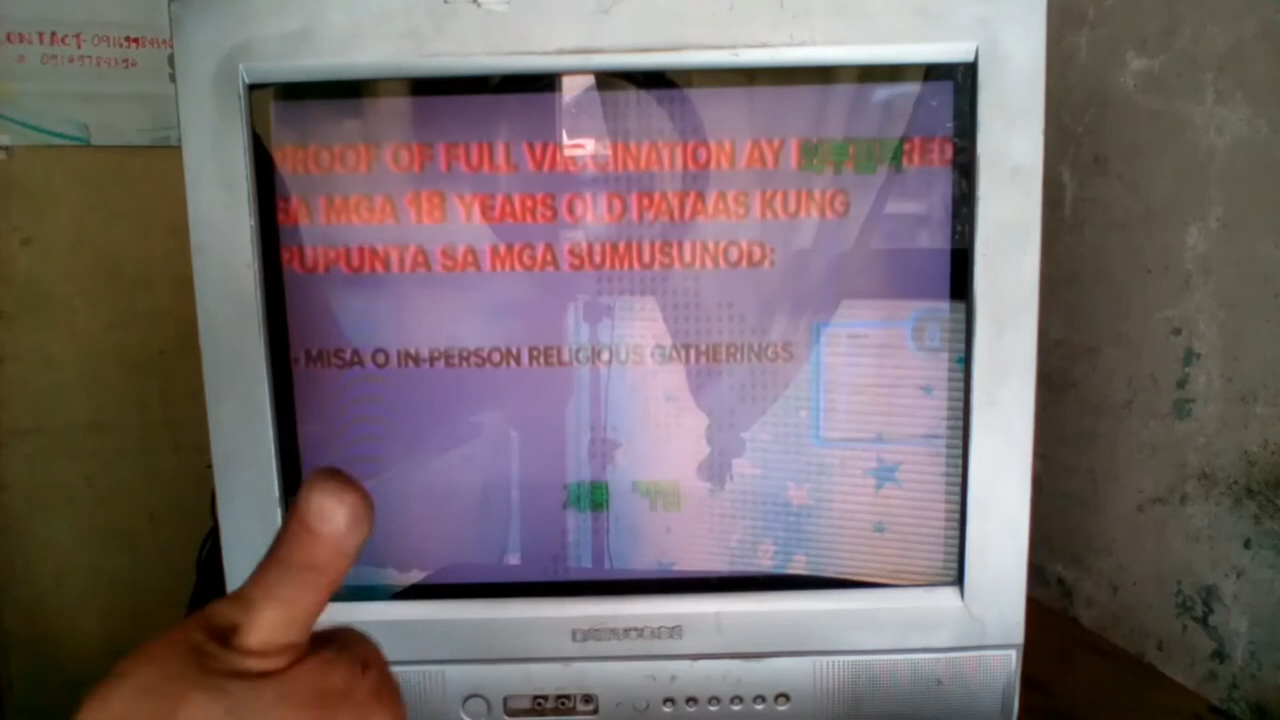 CONTACT-
PROOF OF FULL VACCINATION AY
SA MGA 18 YEARS OLD PATAAS KUNG
PUPUNTA SA MGA SUMUSUNOD:
• MISA O IN-PERSON RELIGIOUS GATHERINGS